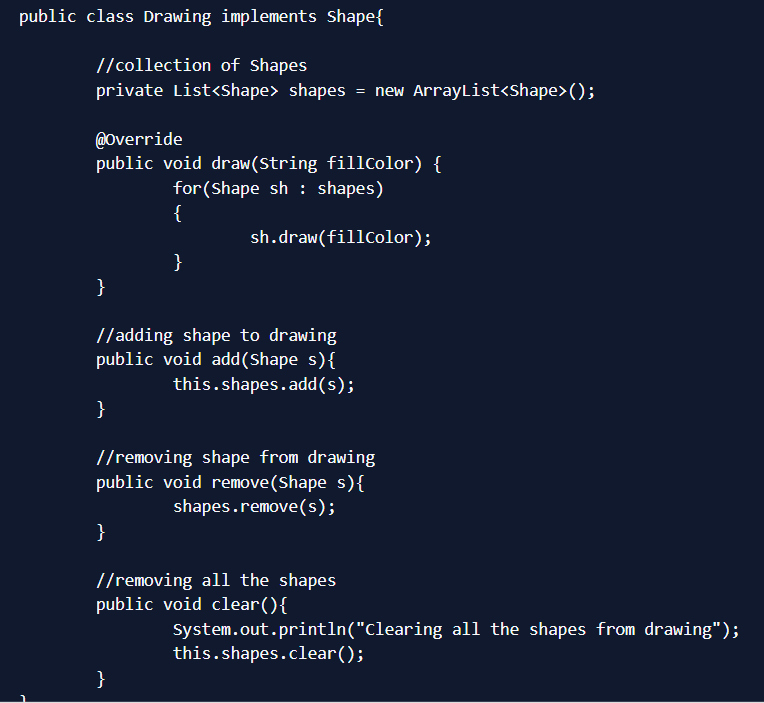 public class Drawing implements Shape{
//collection of Shapes
private List<Shape> shapes = new ArrayList<Shape>();
@Override
public void draw(String fillColor) {
for(Shape sh : shapes)
{
sh.draw(fillColor);
}
}
//adding shape to drawing
public void add(Shape s){
this.shapes.add(s);
}
//removing shape from drawing
public void remove(Shape s){
shapes.remove(s);
}
//removing all the shapes
public void clear(){
System.out.println("Clearing all the shapes from drawing");
this.shapes.clear();
}
}